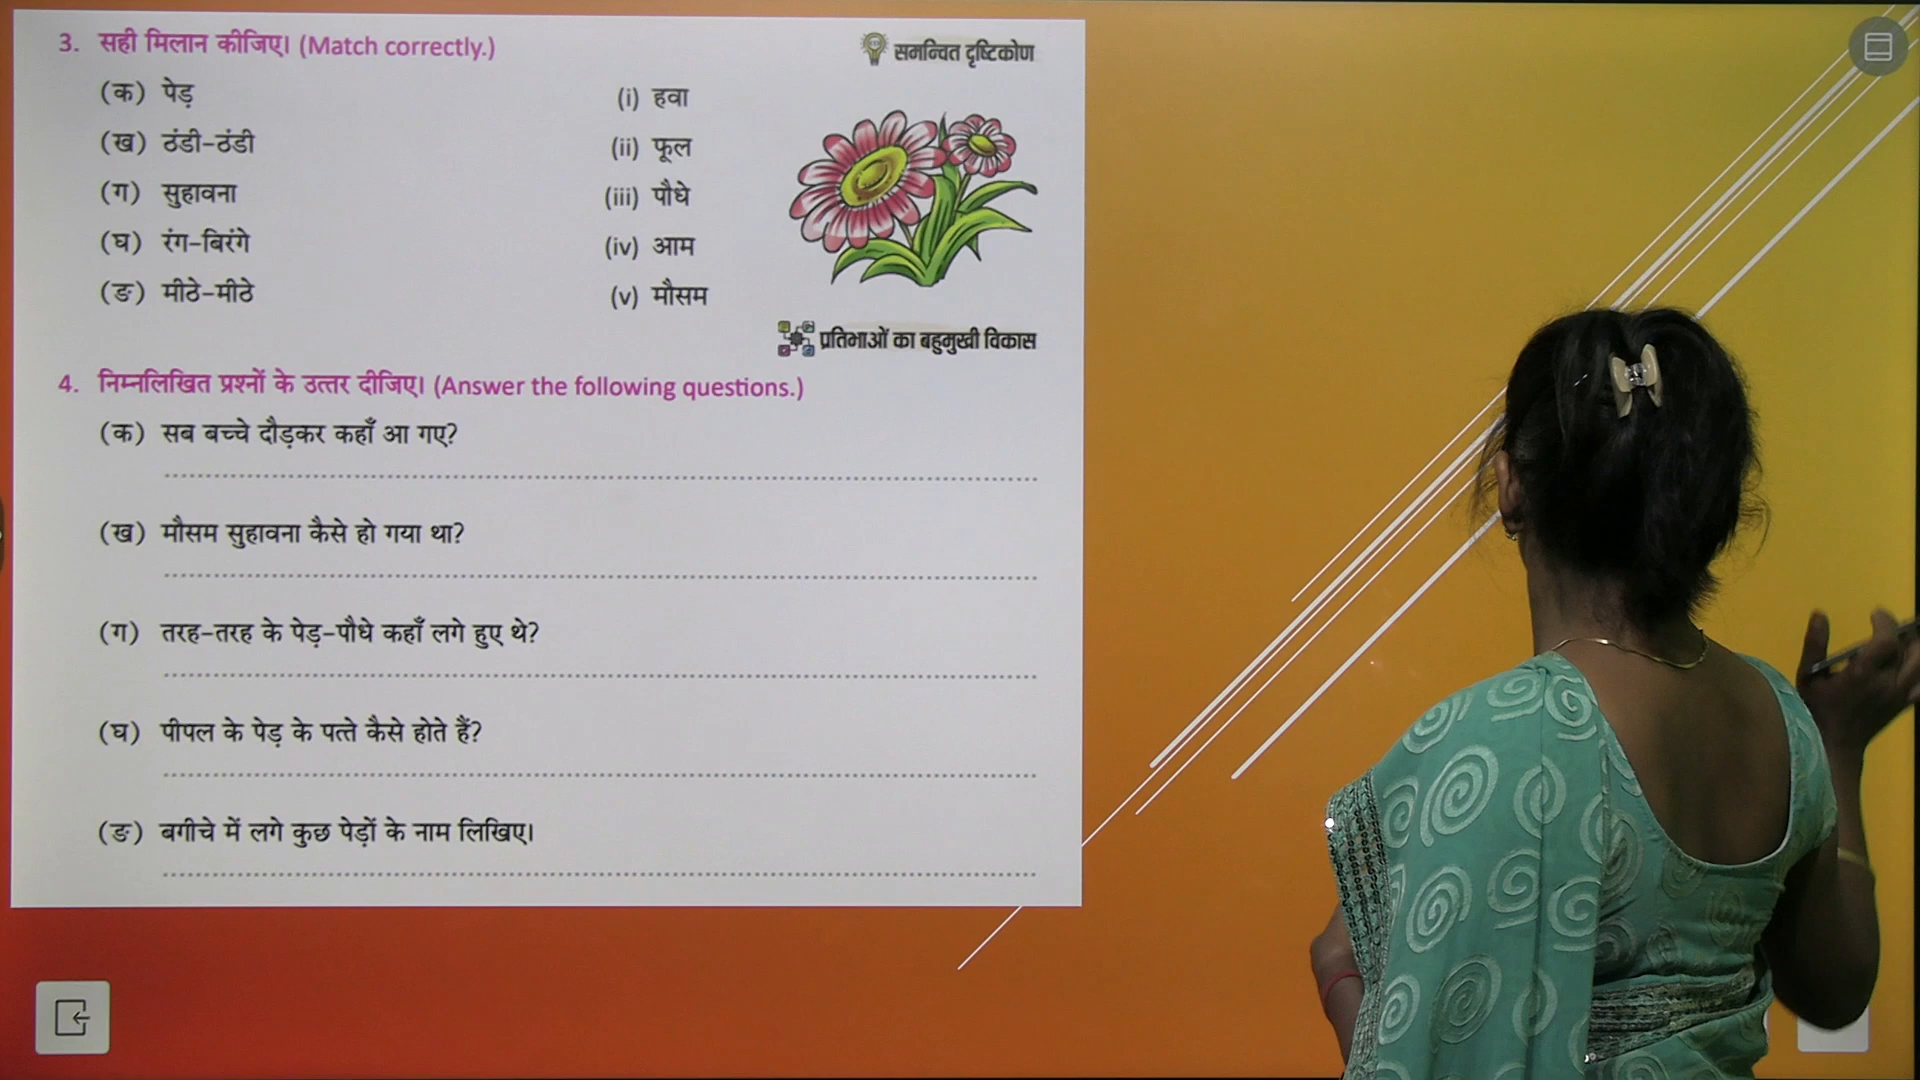 3. सही मिलान कीजिए। (Match correctly.)
समन्वित दृष्टिकोण
(क) पेड़ (i) हवा
(ख) ठंडी-ठंडी (ii) फूल
(ग) सुहावना (iii) पौधे
(घ) रंग-बिरंगे (iv) आम
(ङ) मीठे-मीठे (v) मौसम
प्रतिभाओं का बहुमुखी विकास
4. निम्नलिखित प्रश्नों के उत्तर दीजिए। (Answer the following questions.)
(क) सब बच्चे दौड़कर कहाँ आ गए?
(ख) मौसम सुहावना कैसे हो गया था?
(ग) तरह-तरह के पेड़-पौधे कहाँ लगे हुए थे?
(घ) पीपल के पेड़ के पत्ते कैसे होते हैं?
(ङ) बगीचे में लगे कुछ पेड़ों के नाम लिखिए।